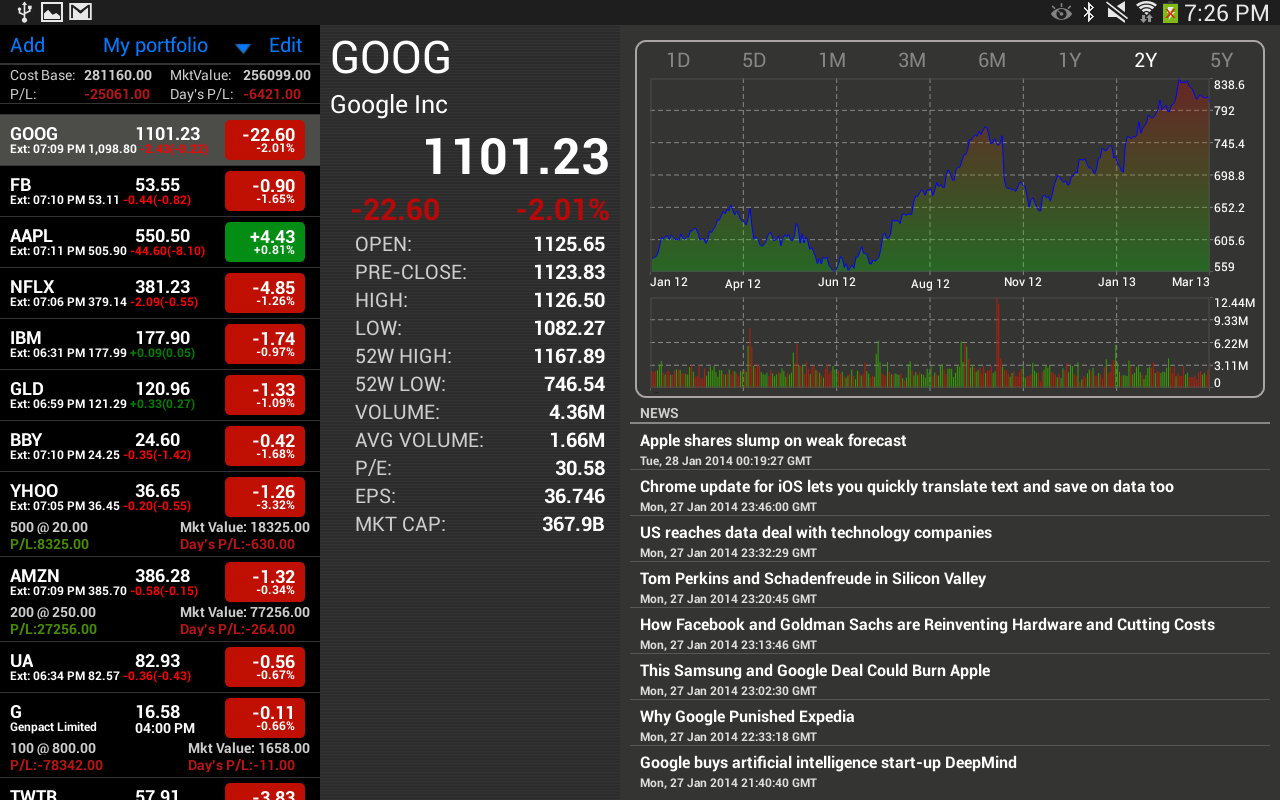 7:26 PM
Add My portfolio Edit
Cost Base: 281160.00 MktValue: 256099.00
P/L: -25061.00 Day's P/L: -6421.00
GOOG 1101.23 -22.60
Ext: 07:09 PM 1,098.80 -2.43(-0.22) -2.01%
FB 53.55 -0.90
Ext: 07:10 PM 53.11 -0.44(-0.82) -1.65%
AAPL 550.50 +4.43
Ext: 07:11 PM 505.90 -44.60(-8.10) +0.81%
NFLX 381.23 -4.85
Ext: 07:06 PM 379.14 -2.09(-0.55) -1.26%
IBM 177.90 -1.74
Ext: 06:31 PM 177.99 +0.09(0.05) -0.97%
GLD 120.96 -1.33
Ext: 06:59 PM 121.29 +0.33(0.27) -1.09%
BBY 24.60 -0.42
Ext: 07:10 PM 24.25 -0.35(-1.42) -1.68%
YHOO 36.65 -1.26
Ext: 07:05 PM 36.45 -0.20(-0.55) -3.32%
500 @ 20.00 Mkt Value: 18325.00
P/L:8325.00 Day's P/L:-630.00
AMZN 386.28 -1.32
Ext: 07:09 PM 385.70 -0.58(-0.15) -0.34%
200 @ 250.00 Mkt Value: 77256.00
P/L:27256.00 Day's P/L:-264.00
UA 82.93 -0.56
Ext: 06:34 PM 82.57 -0.36(-0.43) -0.67%
G 16.58 -0.11
Genpact Limited 04:00 PM -0.66%
100 @ 800.00 Mkt Value: 1658.00
P/L:-78342.00 Day's P/L:-11.00
TWTR 57.91 -3.83
GOOG
Google Inc
1101.23
-22.60 -2.01%
OPEN: 1125.65
PRE-CLOSE: 1123.83
HIGH: 1126.50
LOW: 1082.27
52W HIGH: 1167.89
52W LOW: 746.54
VOLUME: 4.36M
AVG VOLUME: 1.66M
P/E: 30.58
EPS: 36.746
MKT CAP: 367.9B
1D 5D 1M 3M 6M 1Y 2Y 5Y
838.6
792
745.4
698.8
652.2
605.6
559
Jan 12 Apr 12 Jun 12 Aug 12 Nov 12 Jan 13 Mar 13
12.44M
9.33M
6.22M
3.11M
0
NEWS
Apple shares slump on weak forecast
Tue, 28 Jan 2014 00:19:27 GMT
Chrome update for iOS lets you quickly translate text and save on data too
Mon, 27 Jan 2014 23:46:00 GMT
US reaches data deal with technology companies
Mon, 27 Jan 2014 23:32:29 GMT
Tom Perkins and Schadenfreude in Silicon Valley
Mon, 27 Jan 2014 23:20:45 GMT
How Facebook and Goldman Sachs are Reinventing Hardware and Cutting Costs
Mon, 27 Jan 2014 23:13:46 GMT
This Samsung and Google Deal Could Burn Apple
Mon, 27 Jan 2014 23:02:30 GMT
Why Google Punished Expedia
Mon, 27 Jan 2014 22:33:18 GMT
Google buys artificial intelligence start-up DeepMind
Mon, 27 Jan 2014 21:40:40 GMT